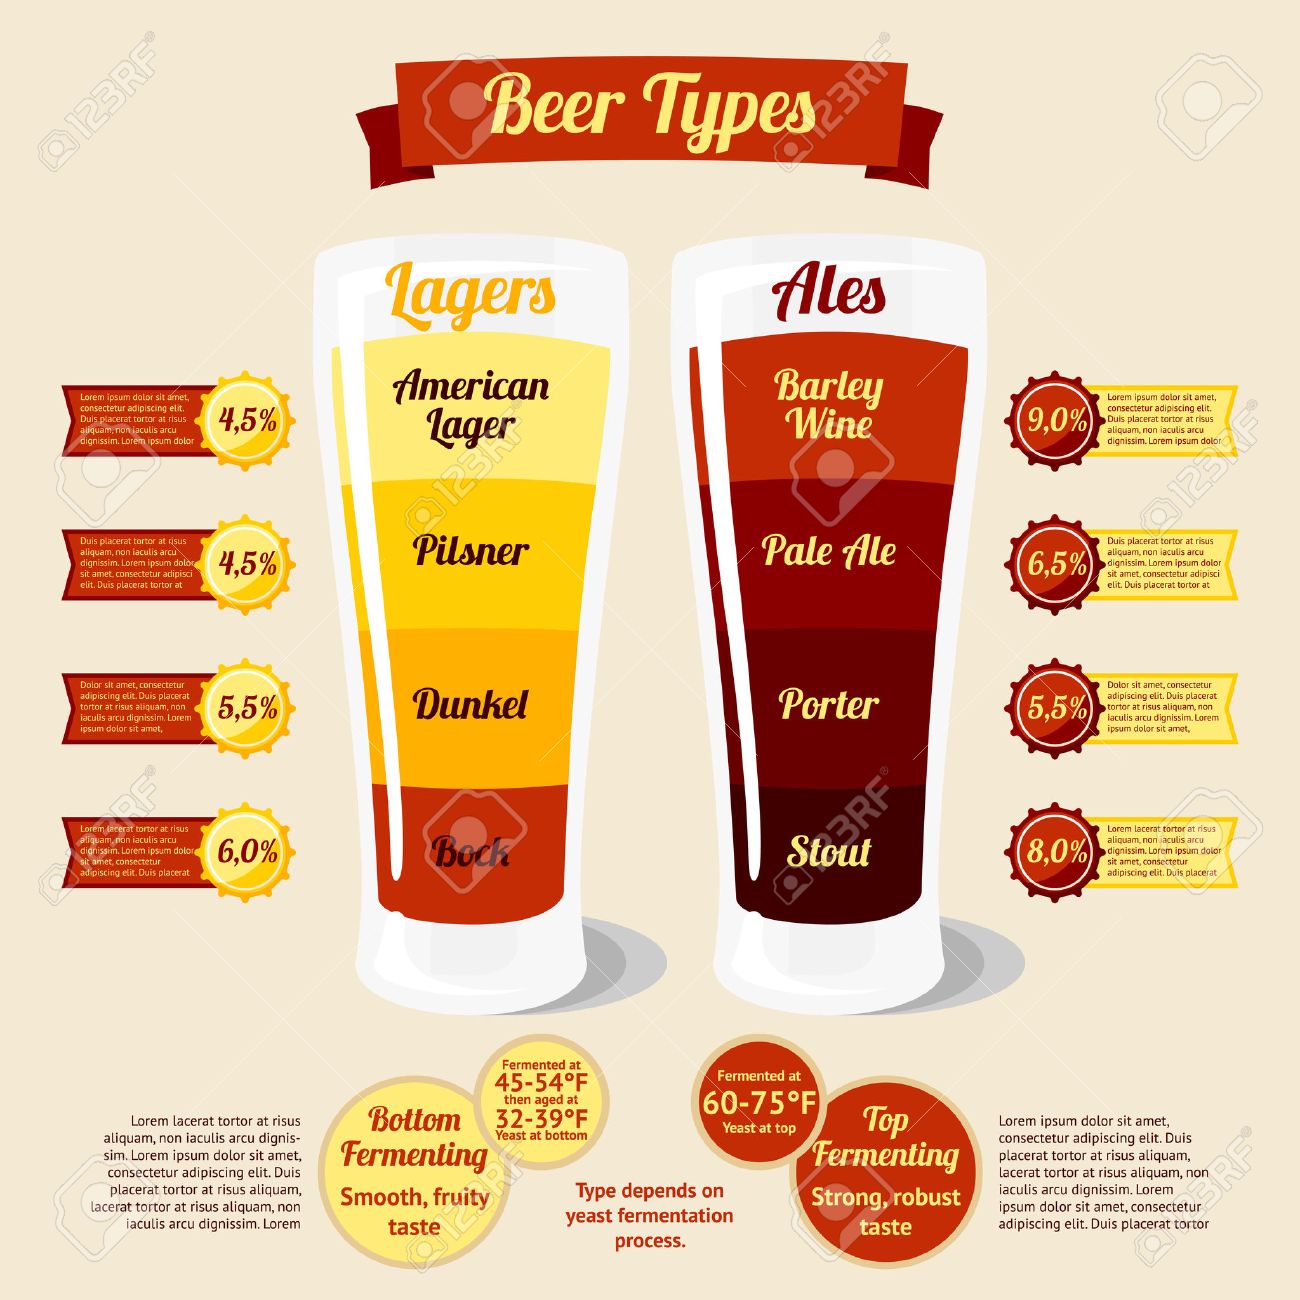 Beer Types
Lagers
American
Lager
Pilsner
Dunkel
Bock
Ales
Barley
Wine
Pale Ale
Porter
Stout
Lorem ipsum dolor sit amet,
consectetur adipiscing elit.
Duis placerat tortor at risus
aliquam, non iaculis urna
dignissim. Lorem ipsum dolor
4,5%
Duis placerat tortor at risus
aliquam, non iaculis urna
dignissim. Lorem ipsum dolor
sit amet, consectetur adipisci
elit. Duis placerat tortor at
4,5%
Dolor sit amet, consectetur
adipiscing elit. Duis placerat
tortor at risus aliquam, non
iaculis urna dignissim. Lorem
ipsum dolor sit amet,
5,5%
Lorem lacerat tortor at risus
aliquam, non iaculis urna
dignissim. Lorem ipsum dolor
sit amet, consectetur
adipiscing elit. Duis placerat
6,0%
9,0%
Lorem ipsum dolor sit amet,
consectetur adipiscing elit.
Duis placerat tortor at risus
aliquam, non iaculis urna
dignissim. Lorem ipsum dolor
6,5%
Duis placerat tortor at risus
aliquam, non iaculis urna
dignissim. Lorem ipsum dolor
sit amet, consectetur adipisci
elit. Duis placerat tortor at
5,5%
Dolor sit amet, consectetur
adipiscing elit. Duis placerat
tortor at risus aliquam, non
iaculis urna dignissim. Lorem
ipsum dolor sit amet,
8,0%
Lorem lacerat tortor at risus
aliquam, non iaculis urna
dignissim. Lorem ipsum dolor
sit amet, consectetur
adipiscing elit. Duis placerat
Lorem lacerat tortor at risus
aliquam, non iaculis urna dignis-
sim. Lorem ipsum dolor sit amet,
consectetur adipiscing elit. Duis
placerat tortor at risus aliquam,
lacerat tortor at risus aliquam, non
iaculis urna dignissim. Lorem
Bottom
Fermenting
Smooth, fruity
taste
Fermented at
45-54°F
then aged at
32-39°F
Yeast at bottom
Type depends on
yeast fermentation
process.
Fermented at
60-75°F
Yeast at top
Top
Fermenting
Strong, robust
taste
Lorem ipsum dolor sit amet,
consectetur adipiscing elit. Duis
placerat tortor at risus aliquam,
lacerat tortor at risus aliquam, non
iaculis urna dignissim. Lorem
ipsum dolor sit amet, consectetur
adipiscing elit. Duis placerat tortor
123RF